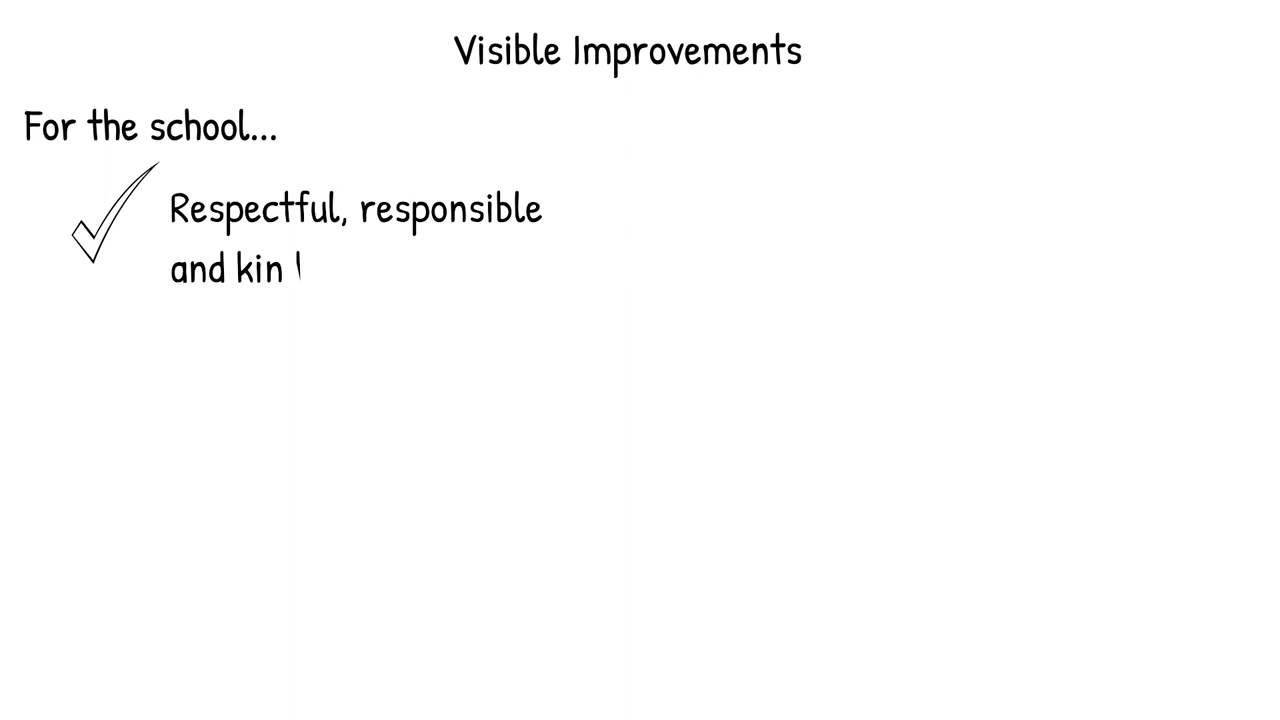 Visible Improvements
For the school...
Respectful, responsible
and kin